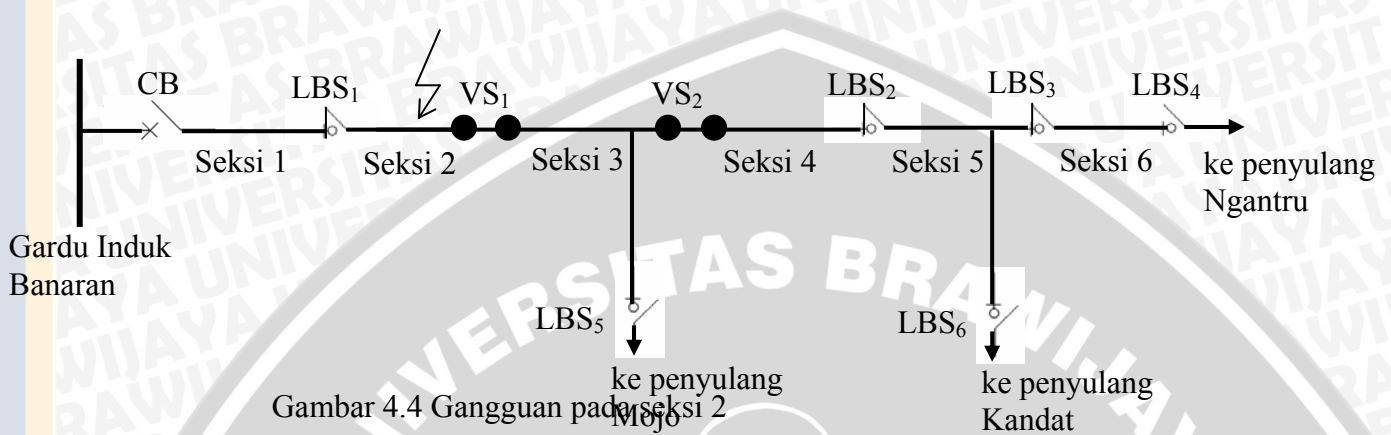 CB
LBS₁
VS₁
VS₂
LBS₂
LBS₃
LBS₄
Seksi 1
Seksi 2
Seksi 3
Seksi 4
Seksi 5
Seksi 6
ke penyulang
Ngantru
Gardu Induk
Banaran
LBS₅
LBS₆
ke penyulang
Mojo
ke penyulang
Kandat
Gambar 4.4 Gangguan pada seksi 2
UNIVERSITAS BRAWIJAYA